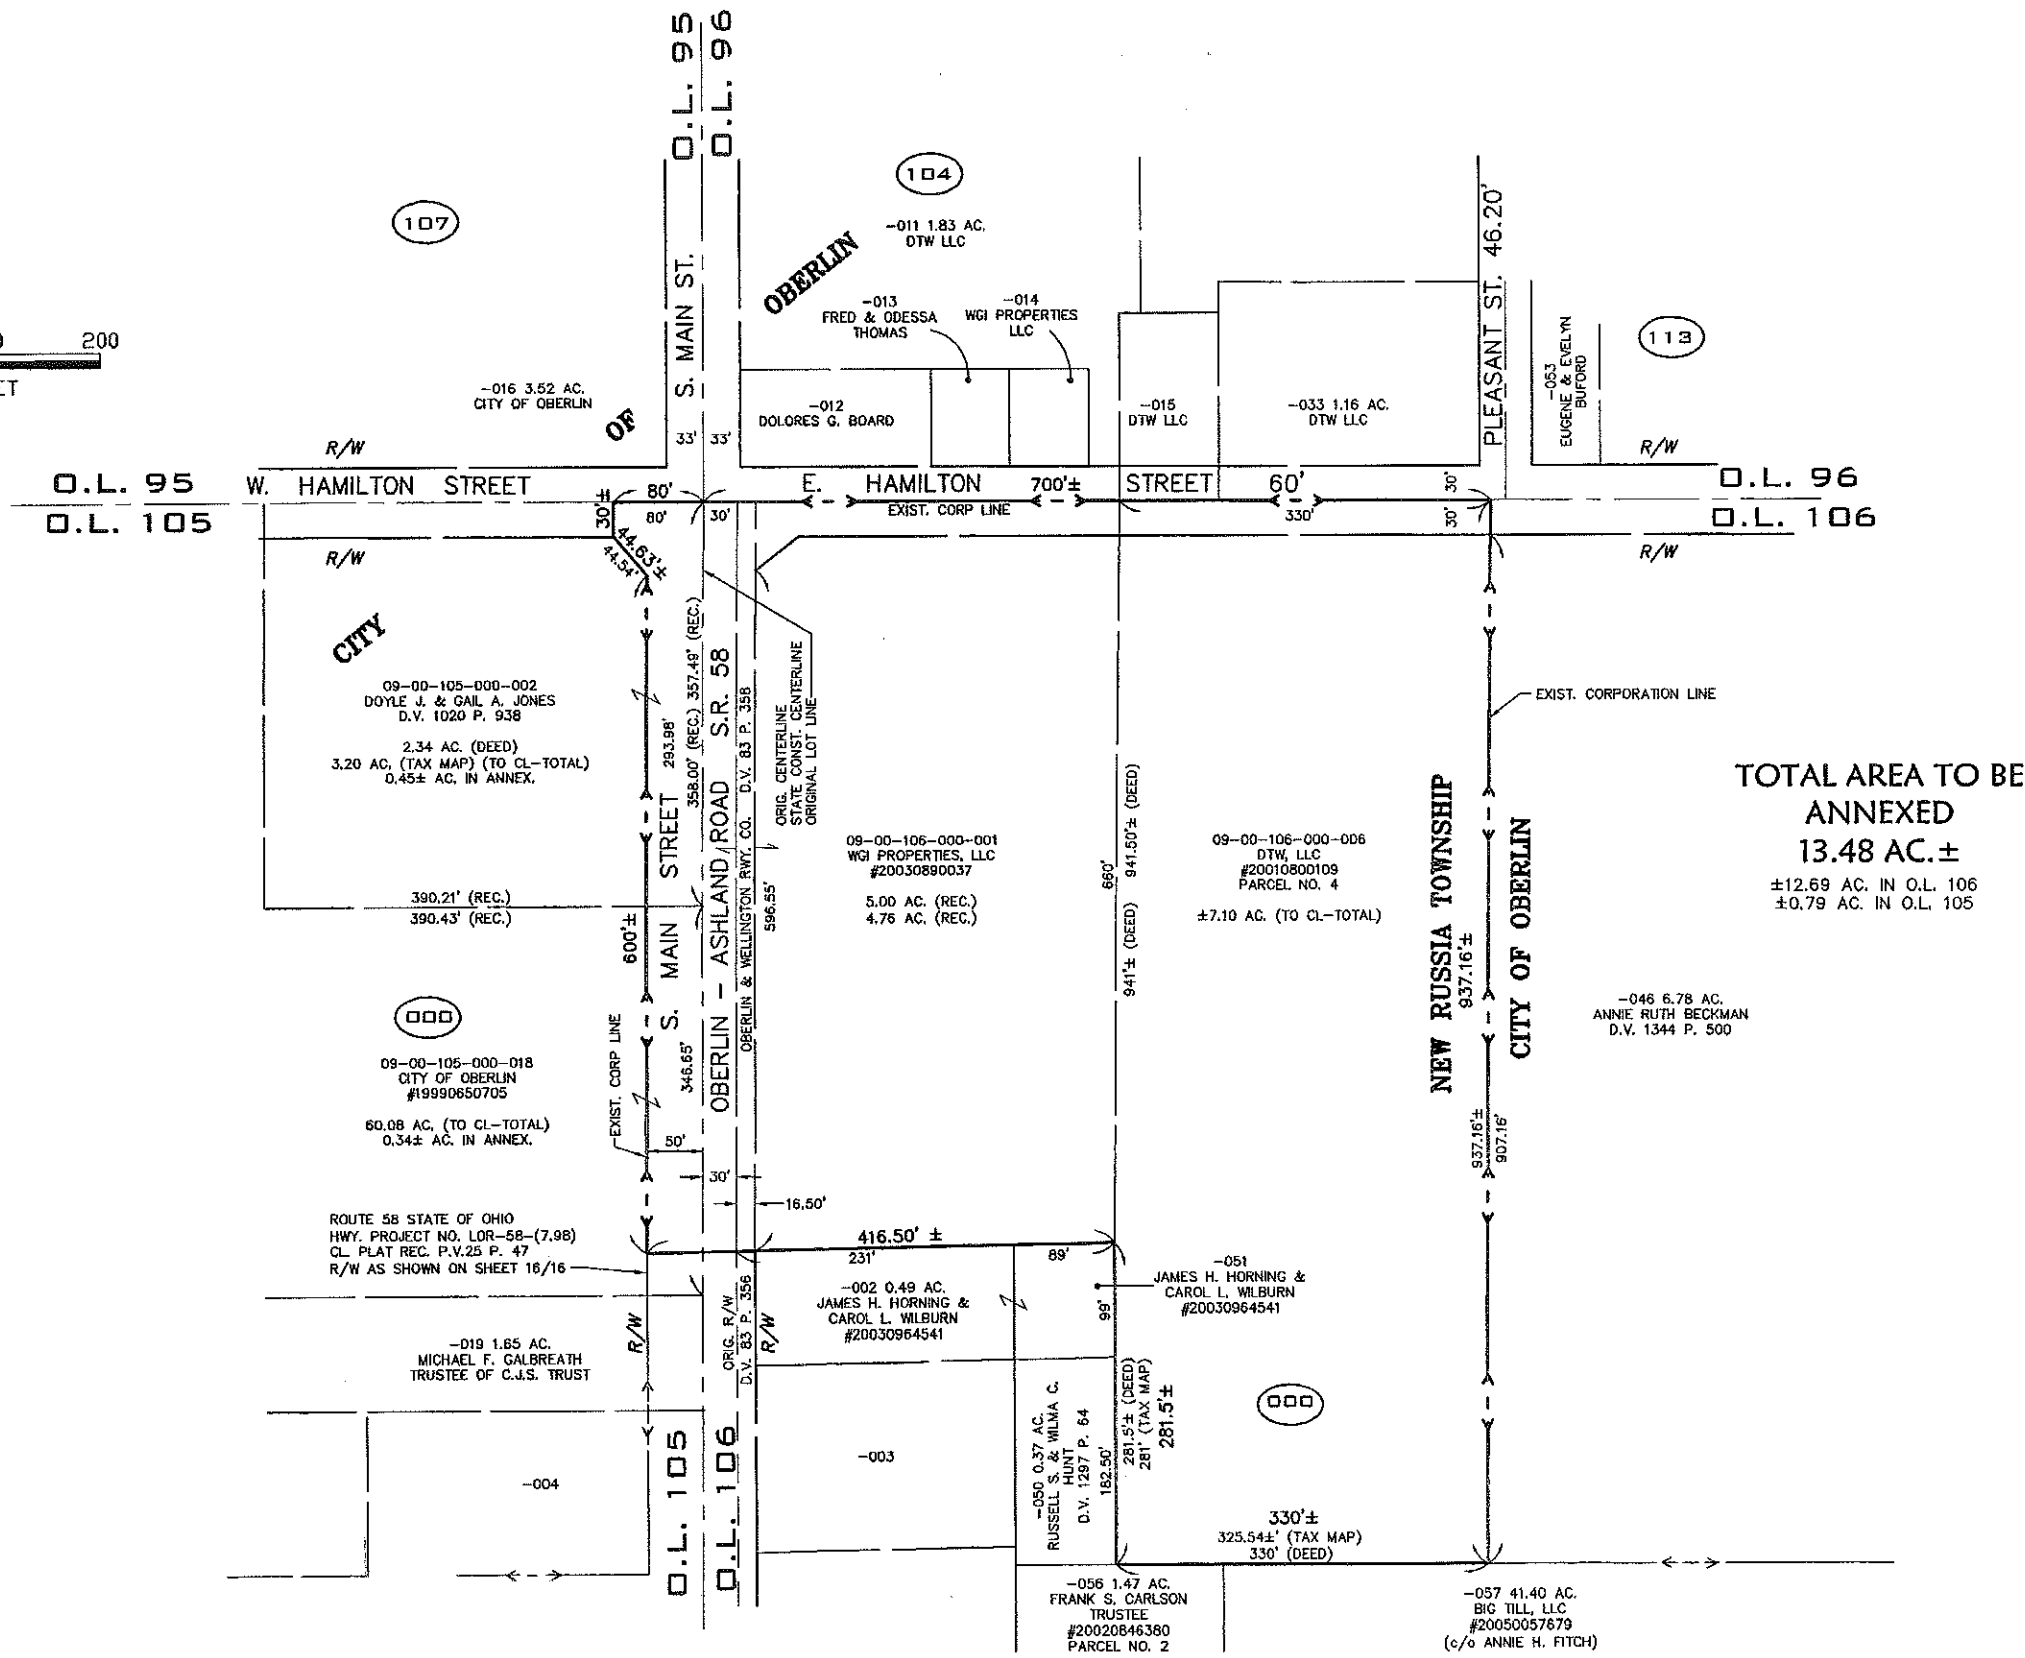 O.L. 95
O.L. 96
104
107
-011 1.83 AC.
DTW LLC
OBERLIN
S. MAIN ST.
PLEASANT ST. 46.20'
-013
FRED & ODESSA
THOMAS
-014
WGI PROPERTIES
LLC
113
200
-016 3.52 AC.
CITY OF OBERLIN
OF
-012
DOLORES G. BOARD
-015
DTW LLC
-033 1.16 AC.
DTW LLC
-053
EUGENE & EVELYN
BUFORD
33'
33'
R/W
R/W
O.L. 95
O.L. 105
W. HAMILTON STREET
80'
E. HAMILTON 700'± STREET 60'
30'
O.L. 96
O.L. 106
30'±
80'
30'
EXIST. CORP LINE
330'
30'
R/W
R/W
44.63'±
44.54'
CITY
09-00-105-000-002
DOYLE J. & GAIL A. JONES
D.V. 1020 P. 938
2.34 AC. (DEED)
3.20 AC. (TAX MAP) (TO CL-TOTAL)
0.45± AC. IN ANNEX.
293.98'
358.00' (REC.) 357.49' (REC.)
S. MAIN STREET
OBERLIN - ASHLAND ROAD S.R. 58
OBERLIN & WELLINGTON RWY. CO. D.V. 83 P. 358
596.55'
ORIG. CENTERLINE
STATE CONST. CENTERLINE
ORIGINAL LOT LINE
EXIST. CORPORATION LINE
TOTAL AREA TO BE
ANNEXED
13.48 AC.±
±12.69 AC. IN O.L. 106
±0.79 AC. IN O.L. 105
09-00-106-000-001
WGI PROPERTIES, LLC
#20030890037
5.00 AC. (REC.)
4.76 AC. (REC.)
660'
941'± (DEED) 941.50'± (DEED)
09-00-106-000-006
DTW, LLC
#20010800109
PARCEL NO. 4
±7.10 AC. (TO CL-TOTAL)
NEW RUSSIA TOWNSHIP
937.16'±
CITY OF OBERLIN
390.21' (REC.)
390.43' (REC.)
600'±
000
-046 6.78 AC.
ANNIE RUTH BECKMAN
D.V. 1344 P. 500
09-00-105-000-018
CITY OF OBERLIN
#19990650705
60.08 AC. (TO CL-TOTAL)
0.34± AC. IN ANNEX.
EXIST. CORP LINE
346.65'
50'
30'
16.50'
937.16'±
907.16'
ROUTE 58 STATE OF OHIO
HWY. PROJECT NO. LOR-58-(7.98)
CL PLAT REC. P.V.25 P. 47
R/W AS SHOWN ON SHEET 16/16
416.50' ±
231'
89'
-002 0.49 AC.
JAMES H. HORNING &
CAROL L. WILBURN
#20030964541
-051
JAMES H. HORNING &
CAROL L. WILBURN
#20030964541
99'
R/W
ORIG. R/W
D.V. 83 P. 356
R/W
-019 1.65 AC.
MICHAEL F. GALBREATH
TRUSTEE OF C.J.S. TRUST
000
-050 0.37 AC.
RUSSELL S. & WILMA C.
HUNT
D.V. 1297 P. 64
182.50'
281.5'± (DEED)
281' (TAX MAP)
281.5'±
-003
-004
O.L. 105
O.L. 106
330'±
325.54±' (TAX MAP)
330' (DEED)
-056 1.47 AC.
FRANK S. CARLSON
TRUSTEE
#20020846380
PARCEL NO. 2
-057 41.40 AC.
BIG TILL, LLC
#20050057679
(c/o ANNIE H. FITCH)